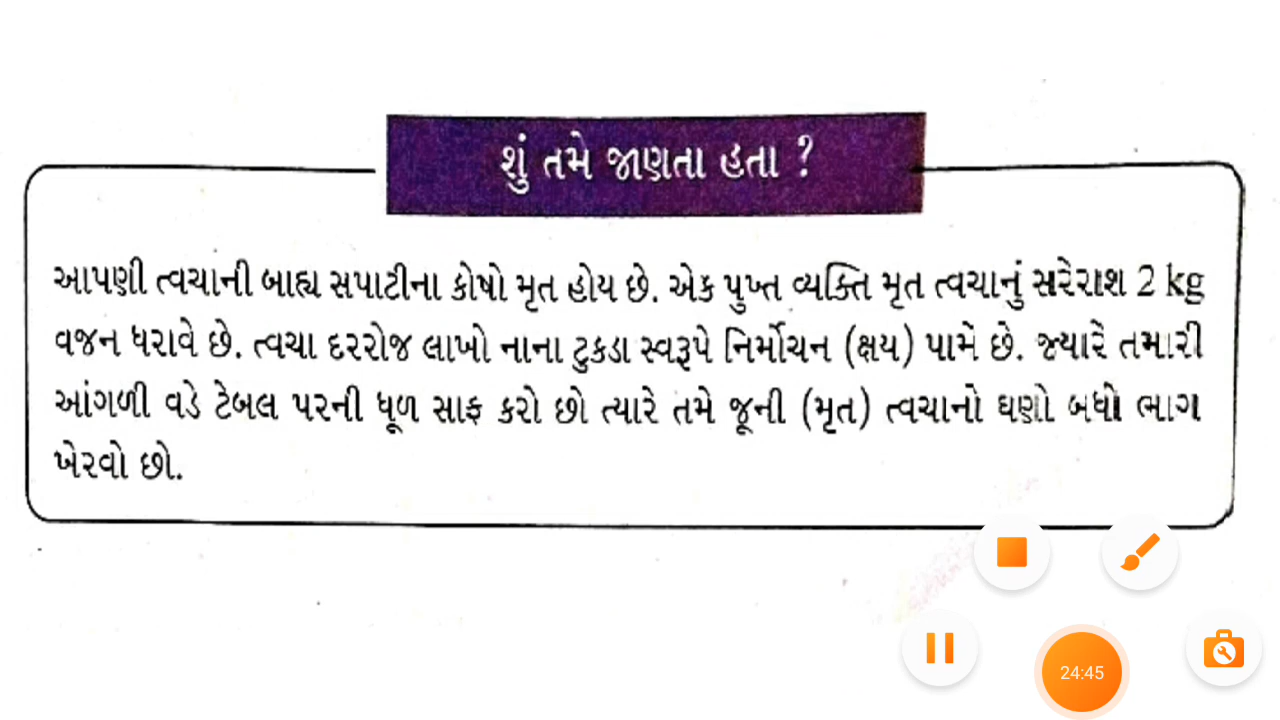 શું તમે જાણતા હતા ?
આપણી ત્વચાની બાહ્ય સપાટીના કોષો મૃત હોય છે. એક પુખ્ત વ્યક્તિ મૃત ત્વચાનું સરેરાશ 2 kg
વજન ધરાવે છે. ત્વચા દરરોજ લાખો નાના ટુકડા સ્વરૂપે નિર્મોચન (ક્ષય) પામે છે. જ્યારે તમારી
આંગળી વડે ટેબલ પરની ધૂળ સાફ કરો છો ત્યારે તમે જૂની (મૃત) ત્વચાનો ઘણો બધો ભાગ
ખેરવો છો.
24:45